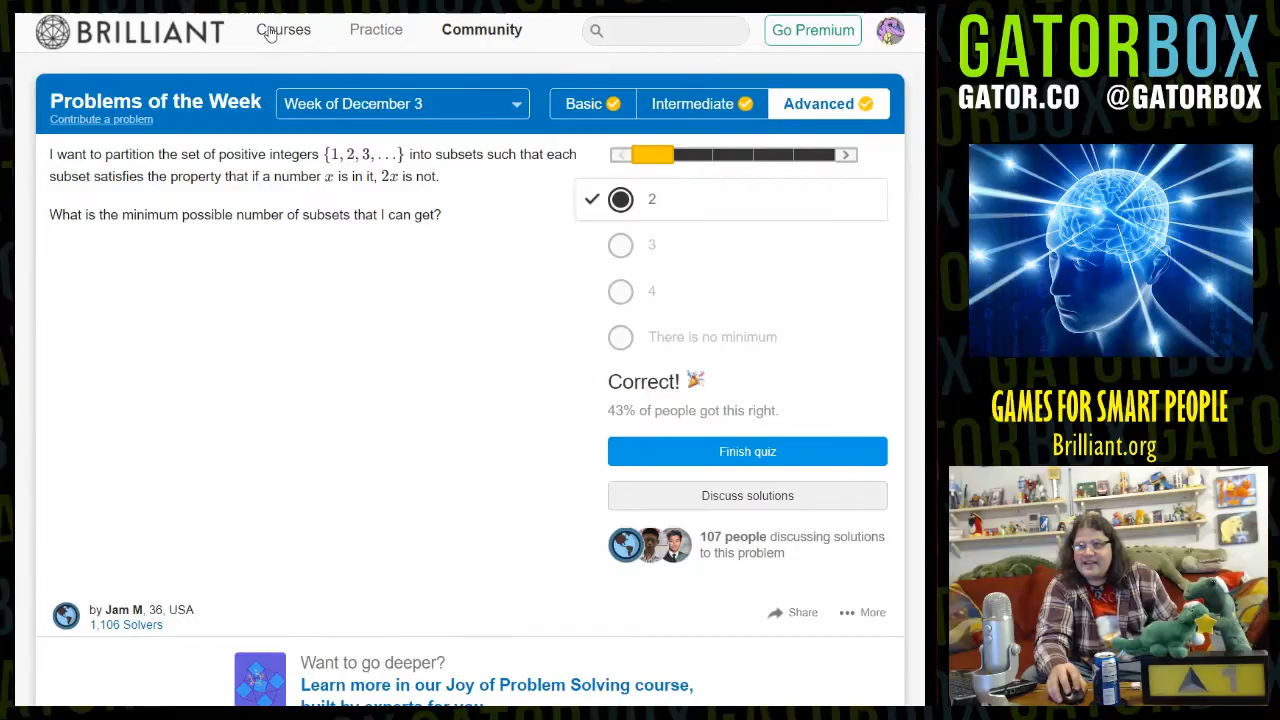 BRILLIANT
Courses
Practice
Community
Go Premium
GATORBOX
GATOR.CO @GATORBOX
Problems of the Week
Contribute a problem
Week of December 3
Basic
Intermediate
Advanced
I want to partition the set of positive integers {1, 2, 3, . . .} into subsets such that each
subset satisfies the property that if a number x is in it, 2x is not.
What is the minimum possible number of subsets that I can get?
2
3
4
There is no minimum
Correct! 🎉
43% of people got this right.
Finish quiz
Discuss solutions
107 people discussing solutions
to this problem
by Jam M, 36, USA
1,106 Solvers
Share
More
Want to go deeper?
Learn more in our Joy of Problem Solving course,
GAMES FOR SMART PEOPLE
Brilliant.org
1